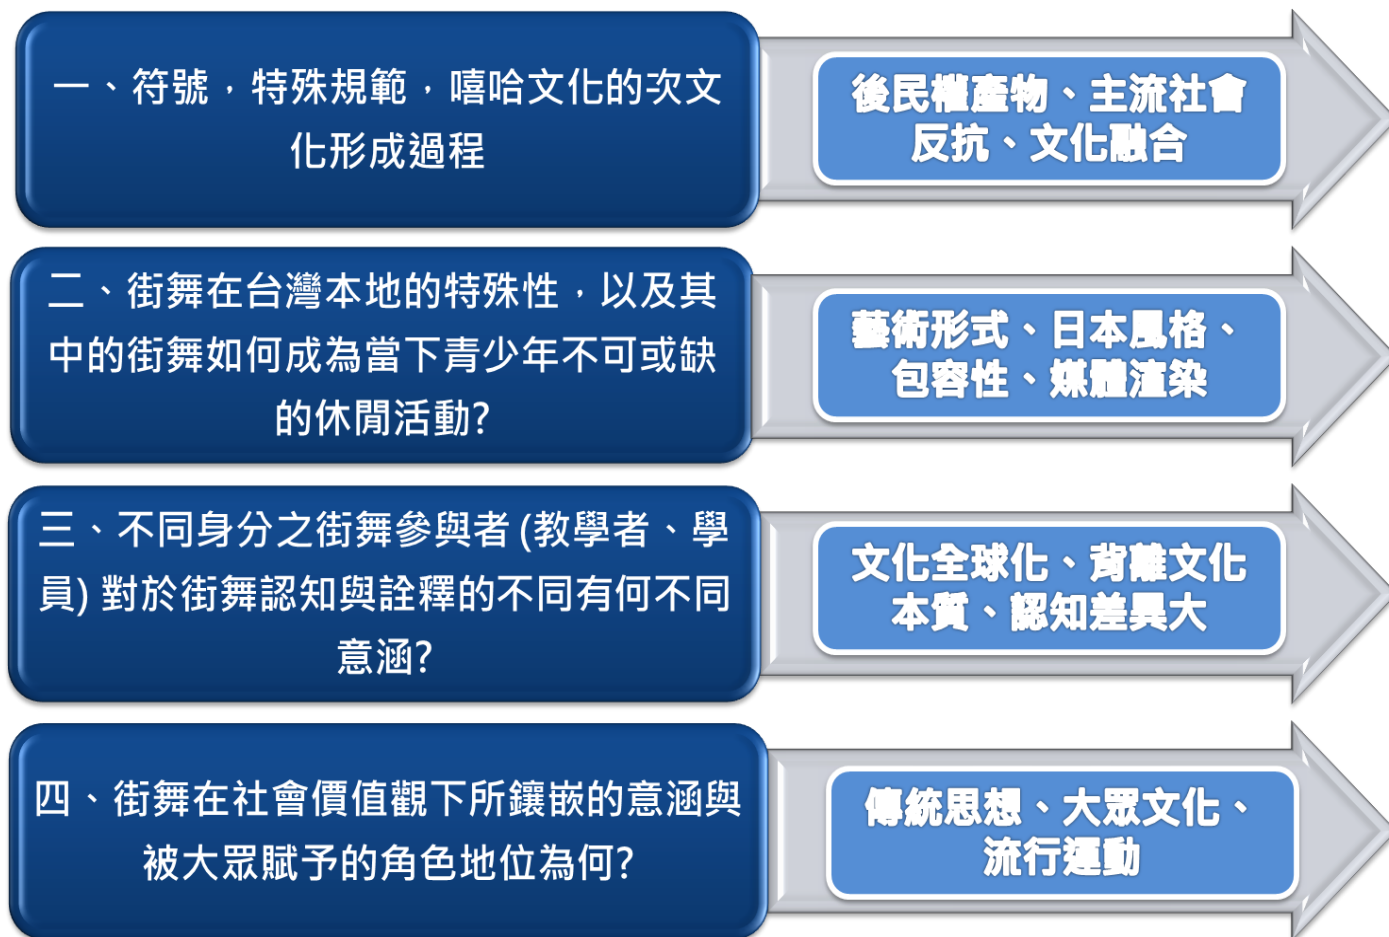 一、符號，特殊規範，嘻哈文化的次文
化形成過程
後民權產物、主流社會
反抗、文化融合
二、街舞在台灣本地的特殊性，以及其
中的街舞如何成為當下青少年不可或缺
的休閒活動?
藝術形式、日本風格、
包容性、媒體渲染
三、不同身分之街舞參與者(教學者、學
員) 對於街舞認知與詮釋的不同有何不同
意涵?
文化全球化、背離文化
本質、認知差異大
四、街舞在社會價值觀下所鑲嵌的意涵與
被大眾賦予的角色地位為何?
傳統思想、大眾文化、
流行運動